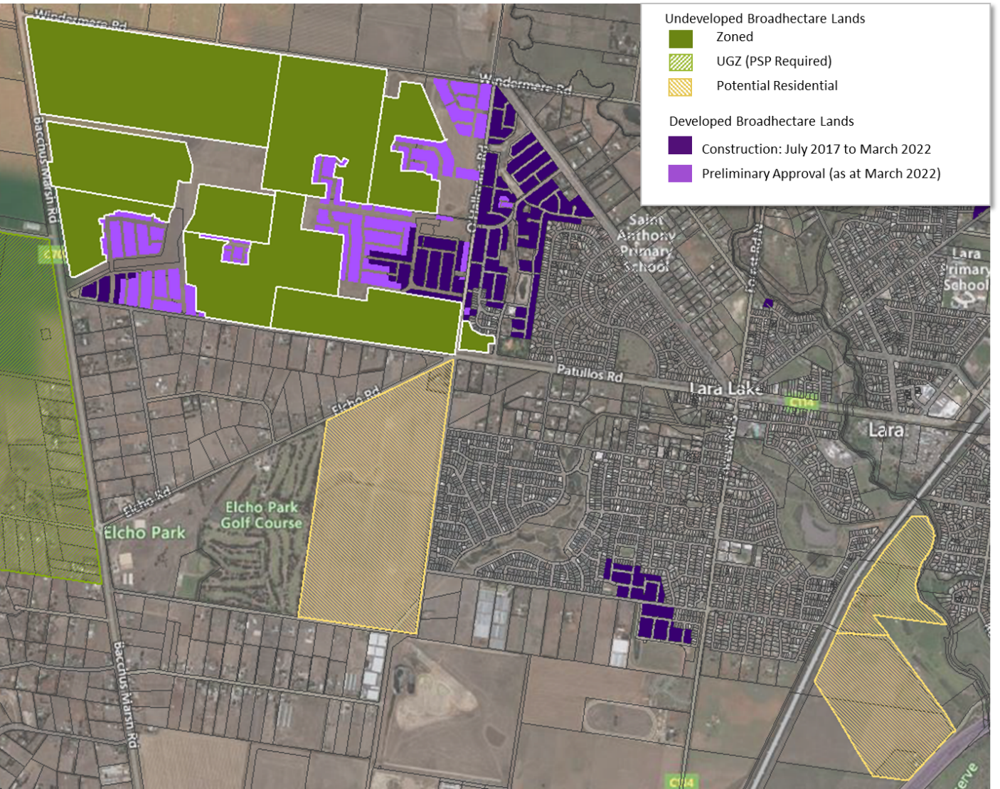 Undeveloped Broadhectare Lands
Zoned
UGZ (PSP Required)
Potential Residential
Developed Broadhectare Lands
Construction: July 2017 to March 2022
Preliminary Approval (as at March 2022)
Windermere Rd
Windermere Rd
Bacchus Marsh Rd
Saint
Anthony
Primary
School
Lara
Primary
School
Patullos Rd
Lara Lake
C114
Lara
Elcho Rd
Elcho Rd
Elcho Park
Golf Course
Elcho Park
Bacchus Marsh Rd